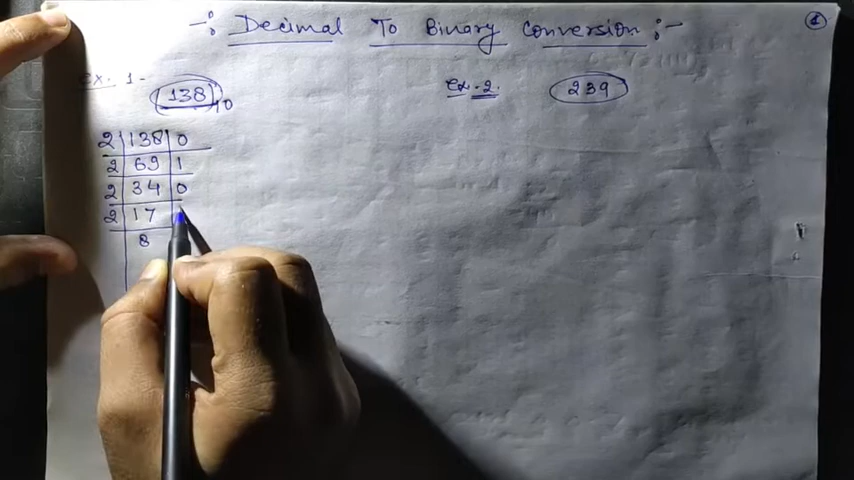 -: Decimal To Binary Conversion :-
1
Ex. 1 -
(138)10
Ex. 2.
239
2 138 0
2 69 1
2 34 0
2 17
8